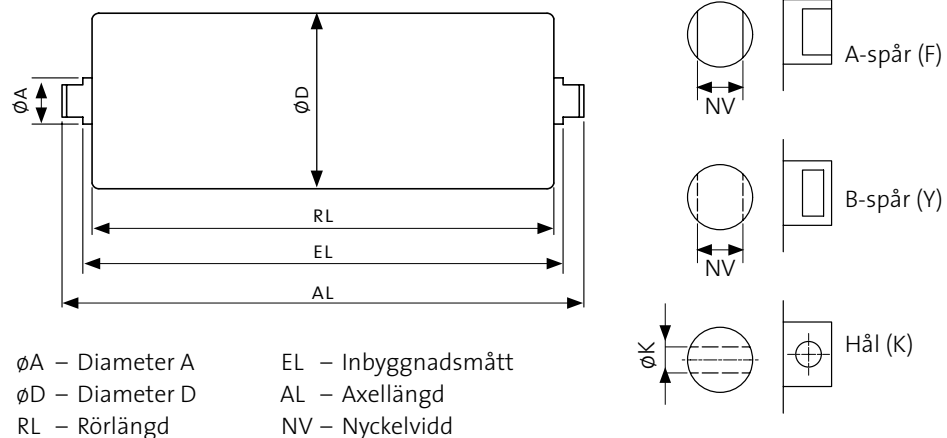 øA
øD
RL
EL
AL
NV
A-spår (F)
NV
B-spår (Y)
øK
Hål (K)
øA – Diameter A
øD – Diameter D
RL – Rörlängd
EL – Inbyggnadsmått
AL – Axellängd
NV – Nyckelvidd